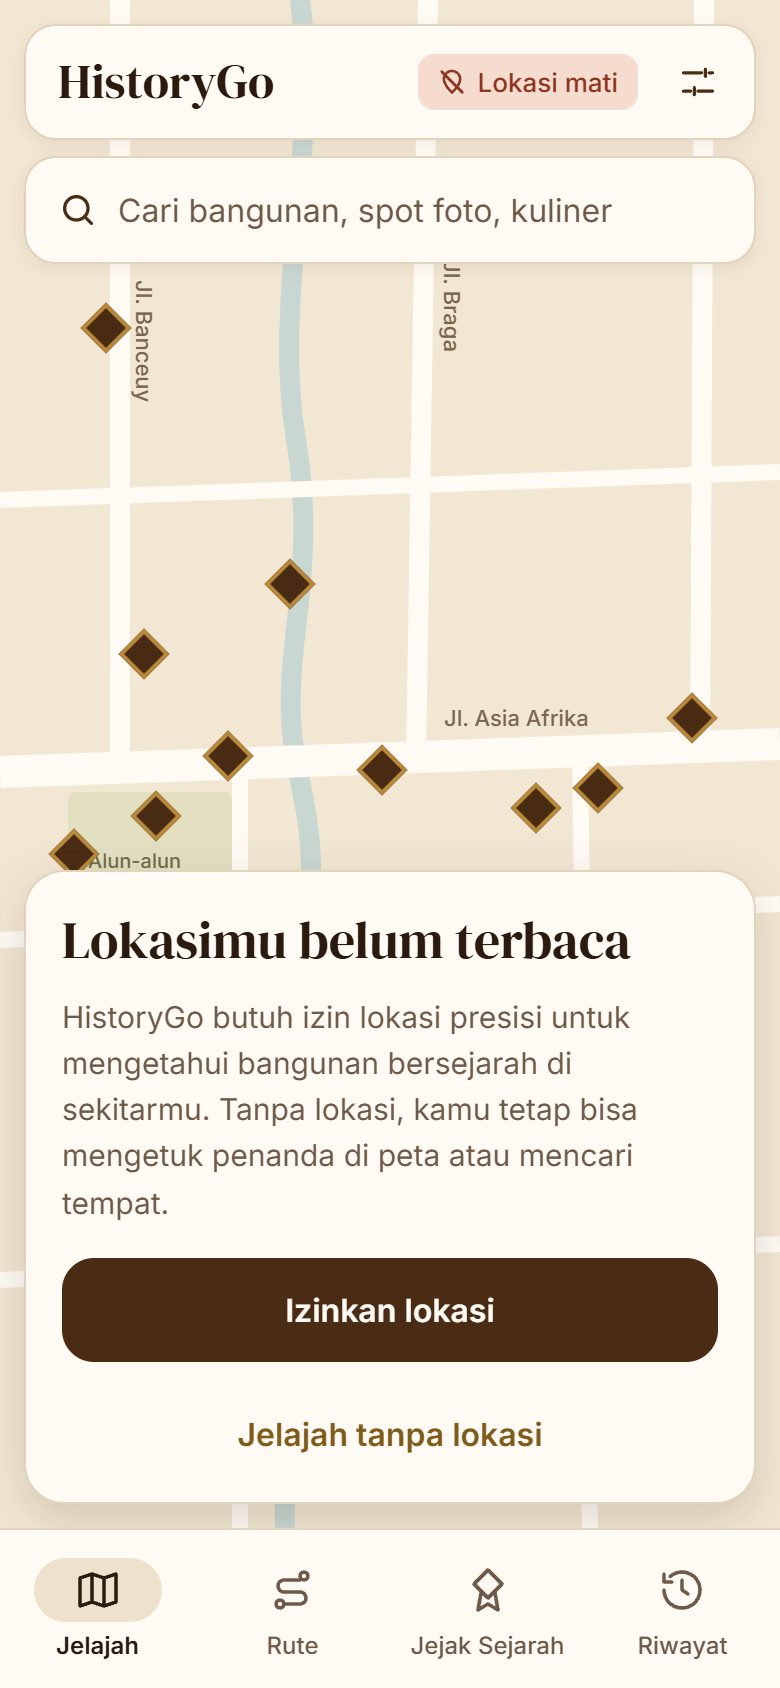 HistoryGo
Lokasi mati
Cari bangunan, spot foto, kuliner
Jl. Banceuy
Jl. Braga
Jl. Asia Afrika
Alun-alun
Lokasimu belum terbaca
HistoryGo butuh izin lokasi presisi untuk
mengetahui bangunan bersejarah di
sekitarmu. Tanpa lokasi, kamu tetap bisa
mengetuk penanda di peta atau mencari
tempat.
Izinkan lokasi
Jelajah tanpa lokasi
Jelajah
Rute
Jejak Sejarah
Riwayat